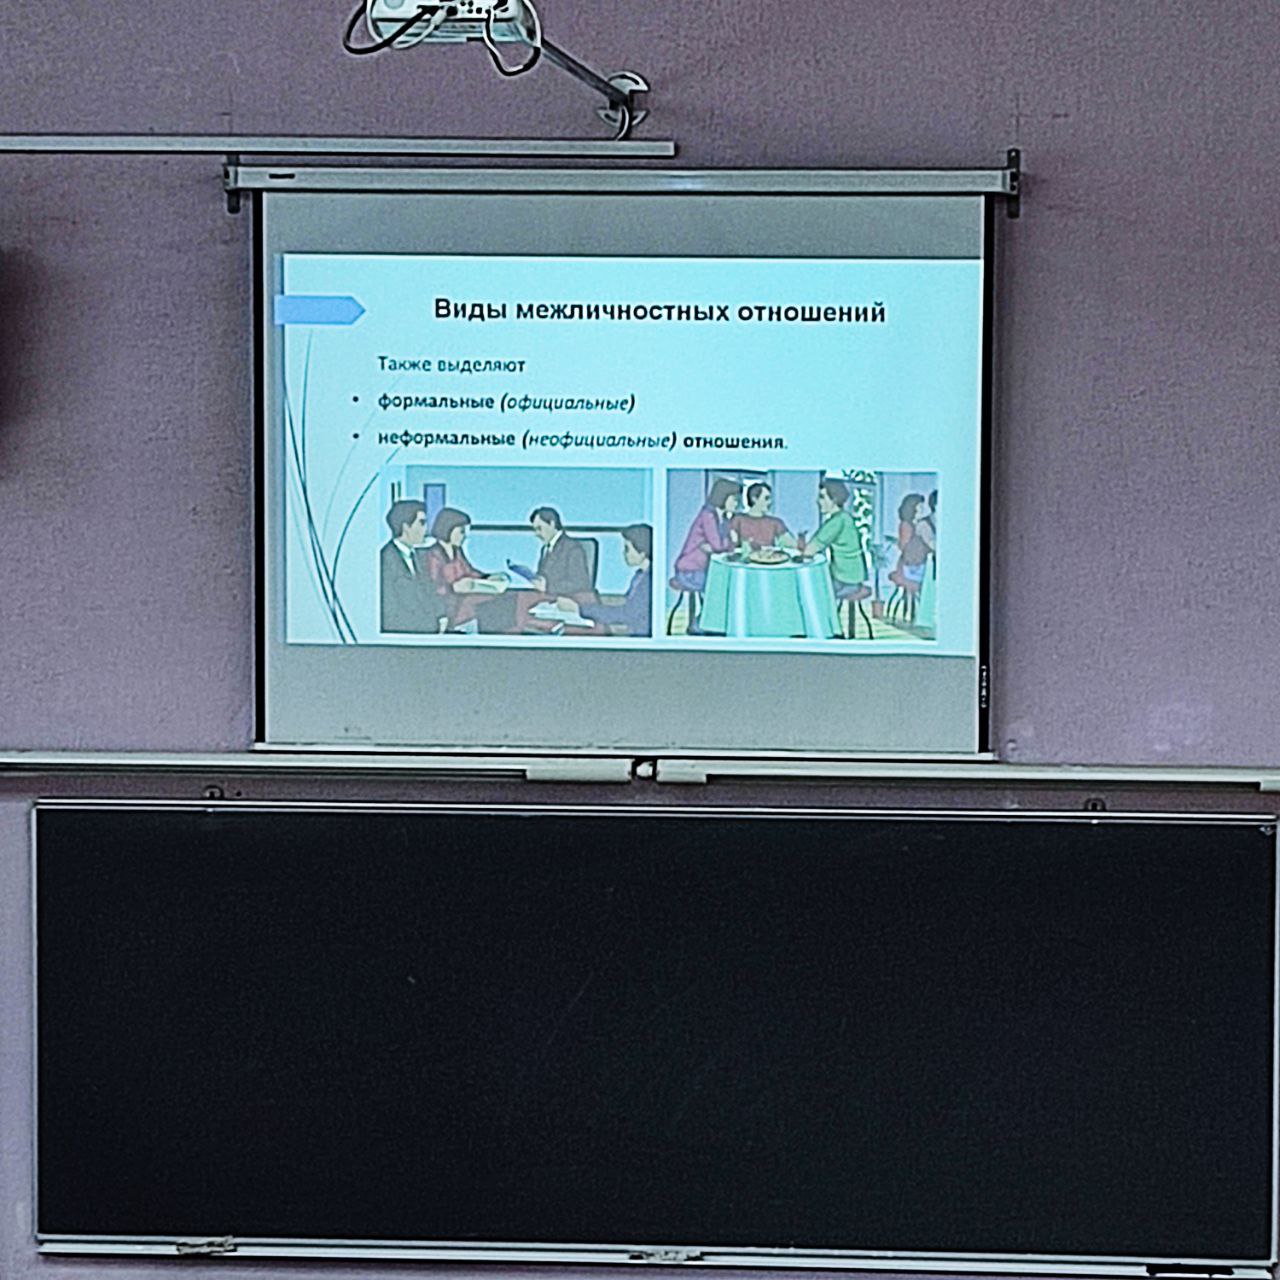 Виды межличностных отношений
Также выделяют
• формальные (официальные)
• неформальные (неофициальные) отношения.